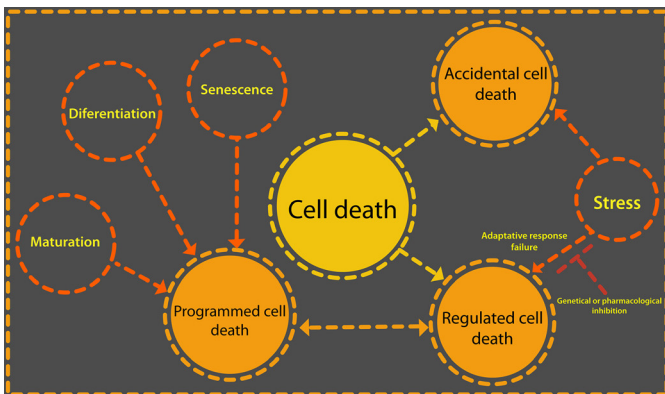 Senescence
Diferentiation
Maturation
Cell death
Accidental cell
death
Stress
Adaptative response
failure
Genetical or pharmacological
inhibition
Programmed cell
death
Regulated cell
death